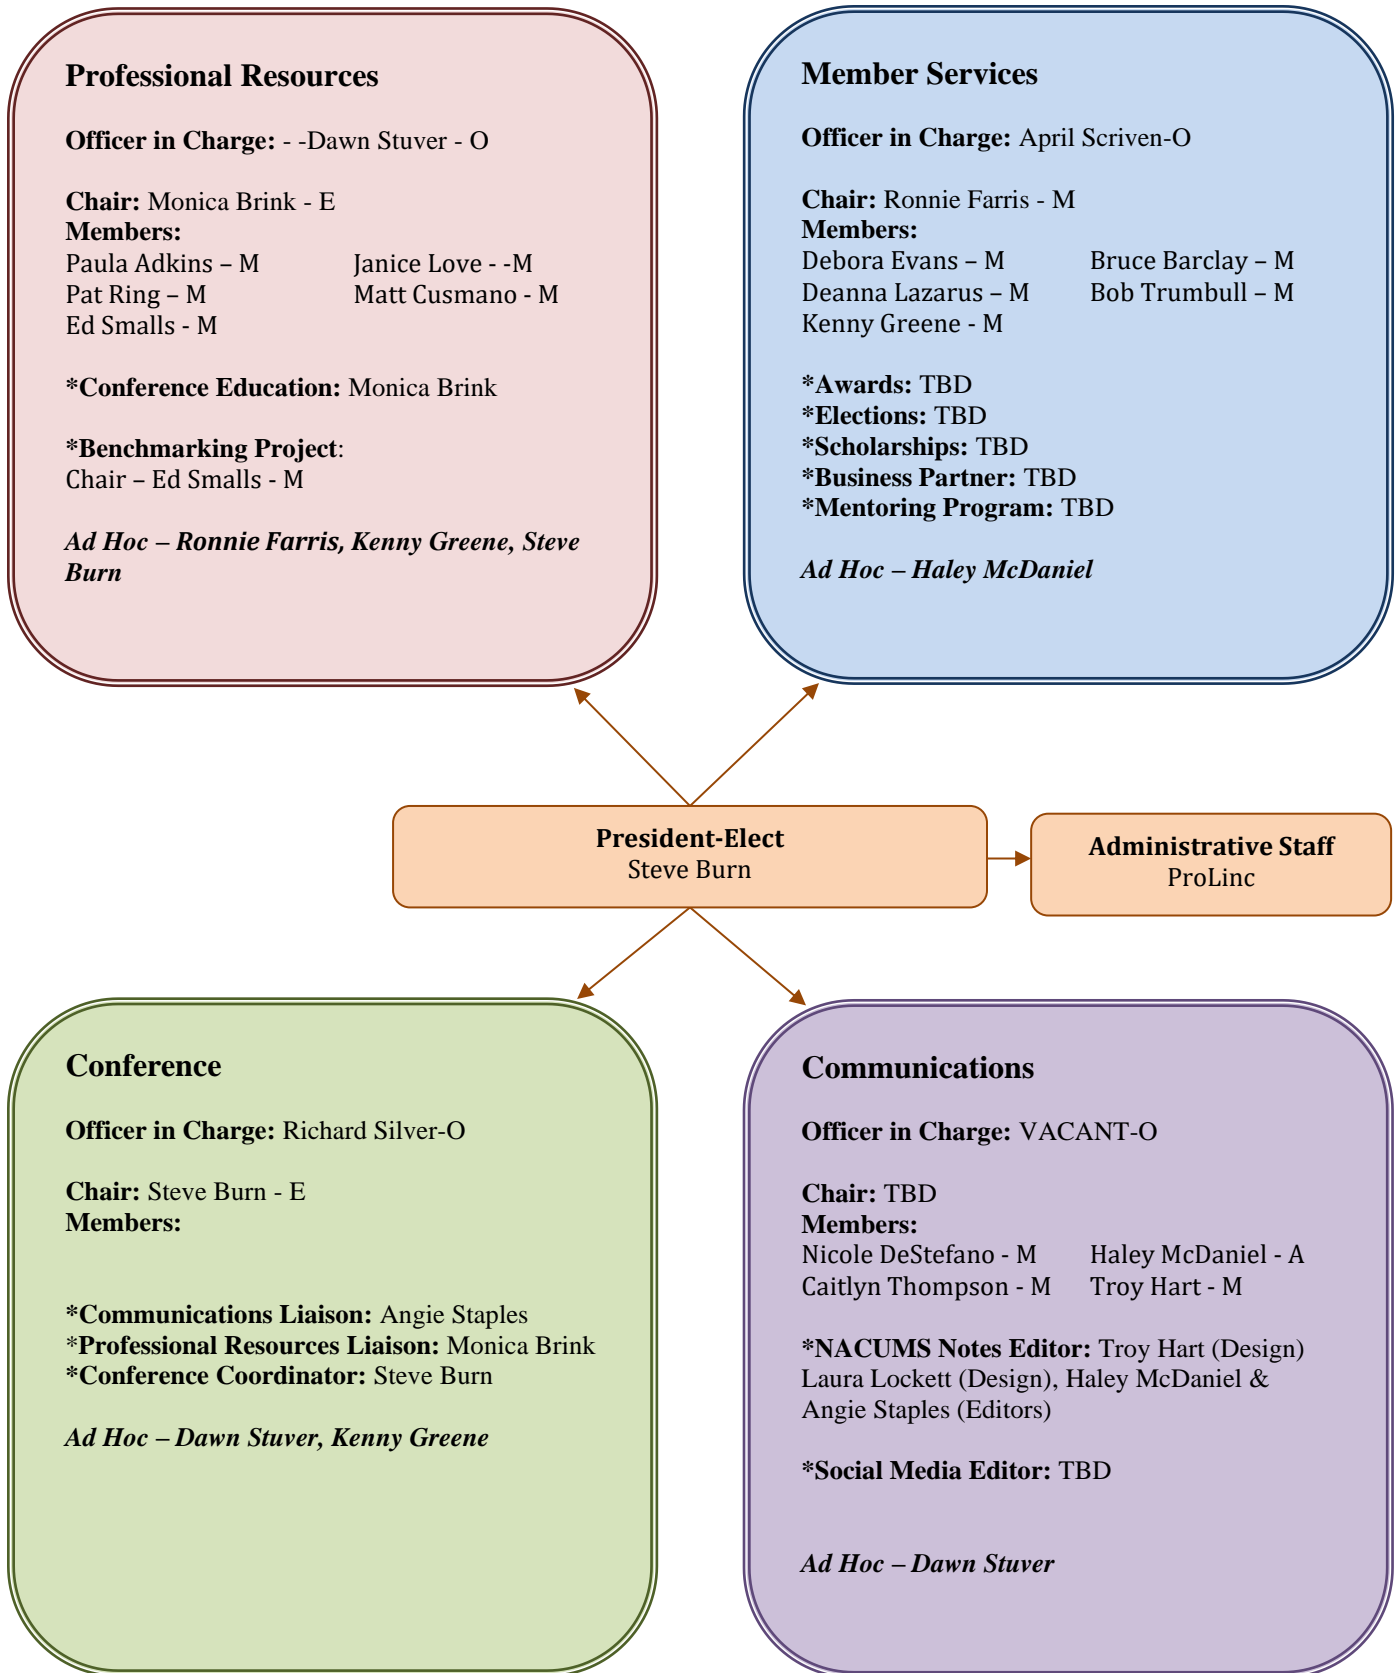 Professional Resources
Officer in Charge: - -Dawn Stuver - O
Chair: Monica Brink - E
Members:
Paula Adkins – M Janice Love - -M
Pat Ring – M Matt Cusmano - M
Ed Smalls - M
*Conference Education: Monica Brink
*Benchmarking Project:
Chair – Ed Smalls - M
Ad Hoc – Ronnie Farris, Kenny Greene, Steve
Burn
Member Services
Officer in Charge: April Scriven-O
Chair: Ronnie Farris - M
Members:
Debora Evans – M Bruce Barclay – M
Deanna Lazarus – M Bob Trumbull – M
Kenny Greene - M
*Awards: TBD
*Elections: TBD
*Scholarships: TBD
*Business Partner: TBD
*Mentoring Program: TBD
Ad Hoc – Haley McDaniel
President-Elect
Steve Burn
Administrative Staff
ProLinc
Conference
Officer in Charge: Richard Silver-O
Chair: Steve Burn - E
Members:
*Communications Liaison: Angie Staples
*Professional Resources Liaison: Monica Brink
*Conference Coordinator: Steve Burn
Ad Hoc – Dawn Stuver, Kenny Greene
Communications
Officer in Charge: VACANT-O
Chair: TBD
Members:
Nicole DeStefano - M Haley McDaniel - A
Caitlyn Thompson - M Troy Hart - M
*NACUMS Notes Editor: Troy Hart (Design)
Laura Lockett (Design), Haley McDaniel &
Angie Staples (Editors)
*Social Media Editor: TBD
Ad Hoc – Dawn Stuver